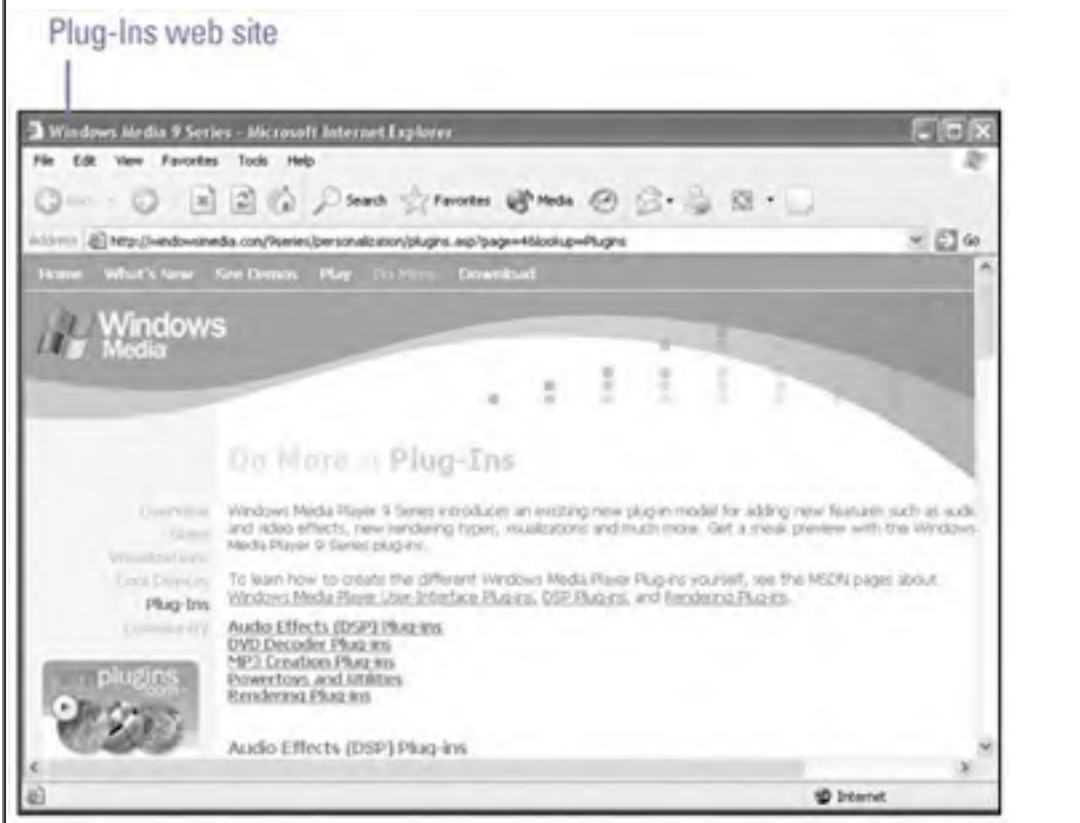 Plug-Ins web site
Windows Media 9 Series - Microsoft Internet Explorer
File Edit View Favorites Tools Help
Search Favorites Media
Address http://windowsmedia.com/9series/personalization/plugins.asp?page=4&lookup=Plugins Go
Home What's New See Demos Play Do More Download
Windows
Media
Do More :: Plug-Ins
Overview
Skins
Visualizations
Cool Devices
Plug-Ins
Community
Windows Media Player 9 Series introduces an exciting new plug-in model for adding new features such as audio
and video effects, new rendering types, visualizations and much more. Get a sneak preview with the Windows
Media Player 9 Series plug-ins.
To learn how to create the different Windows Media Player Plug-ins yourself, see the MSDN pages about
Windows Media Player User-Interface Plug-ins, DSP Plug-ins, and Rendering Plug-ins.
Audio Effects (DSP) Plug-ins
DVD Decoder Plug-ins
MP3 Creation Plug-ins
Powertoys and Utilities
Rendering Plug-ins
plugins
.com
Audio Effects (DSP) Plug-ins
Internet